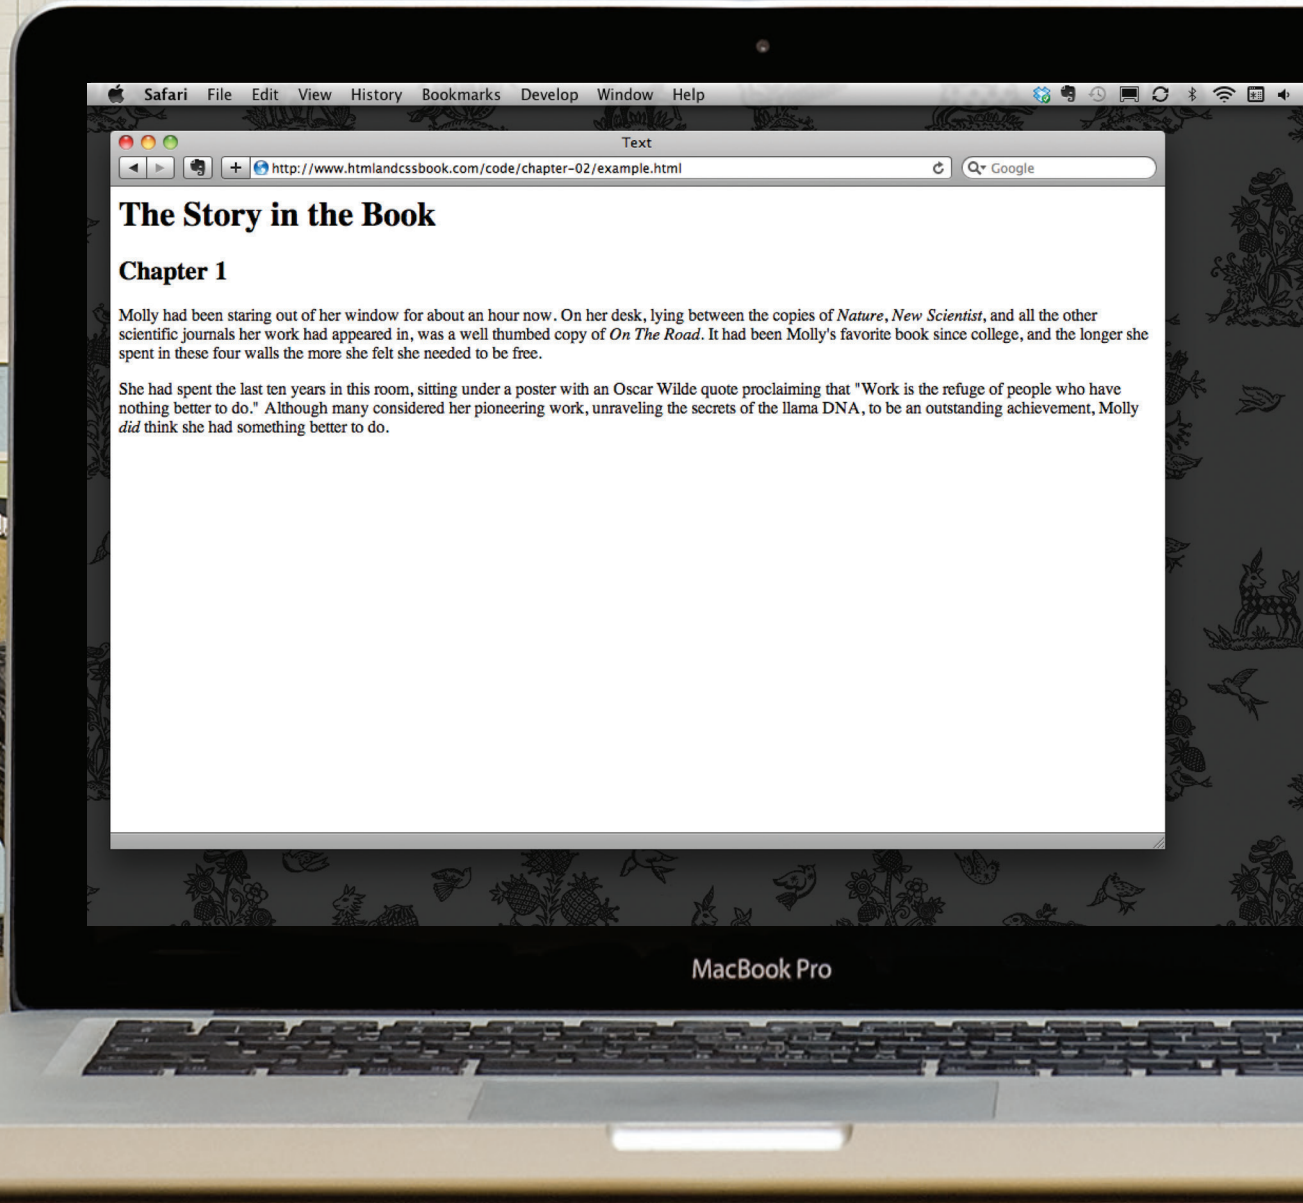 Safari File Edit View History Bookmarks Develop Window Help
Text
http://www.htmlandcssbook.com/code/chapter-02/example.html
Google
The Story in the Book
Chapter 1
Molly had been staring out of her window for about an hour now. On her desk, lying between the copies of Nature, New Scientist, and all the other
scientific journals her work had appeared in, was a well thumbed copy of On The Road. It had been Molly's favorite book since college, and the longer she
spent in these four walls the more she felt she needed to be free.
She had spent the last ten years in this room, sitting under a poster with an Oscar Wilde quote proclaiming that "Work is the refuge of people who have
nothing better to do." Although many considered her pioneering work, unraveling the secrets of the llama DNA, to be an outstanding achievement, Molly
did think she had something better to do.
MacBook Pro